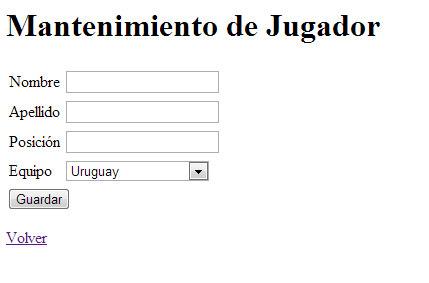 Mantenimiento de Jugador
Nombre
Apellido
Posición
Equipo Uruguay
Guardar
Volver